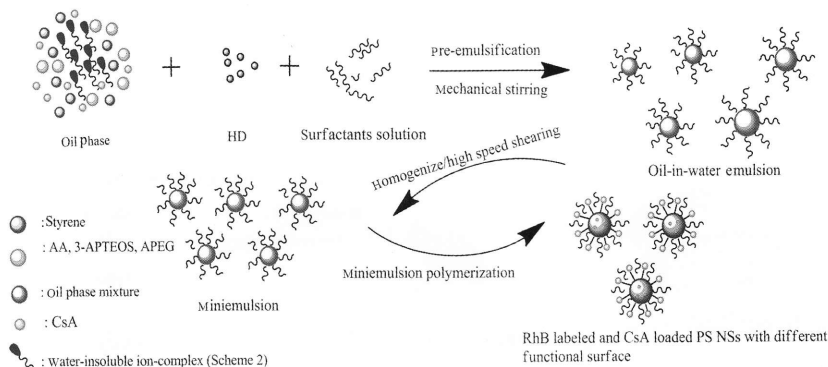 Oil phase
+
HD
+
Surfactants solution
Pre-emulsification
Mechanical stirring
Oil-in-water emulsion
Homogenize/high speed shearing
Miniemulsion
Miniemulsion polymerization
RhB labeled and CsA loaded PS NSs with different
functional surface
:Styrene
: AA, 3-APTEOS, APEG
: Oil phase mixture
: CsA
: Water-insoluble ion-complex (Scheme 2)